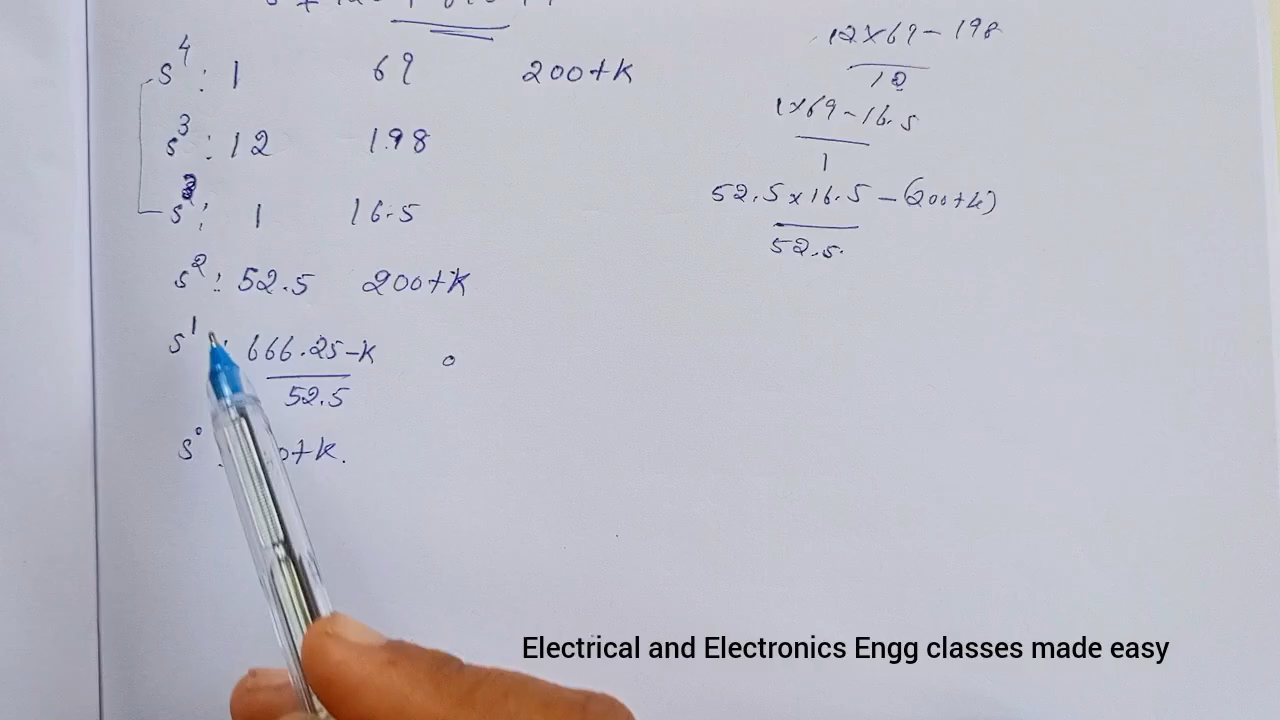 s⁴ : 1 69 200+K
s³ : 12 198
s : 1 16.5
s² : 52.5 200+K
s¹ : 666.25-K 0
52.5
s⁰ : 0+K.
12×69-198
12
1×69-16.5
1
52.5×16.5-(200+K)
52.5
Electrical and Electronics Engg classes made easy